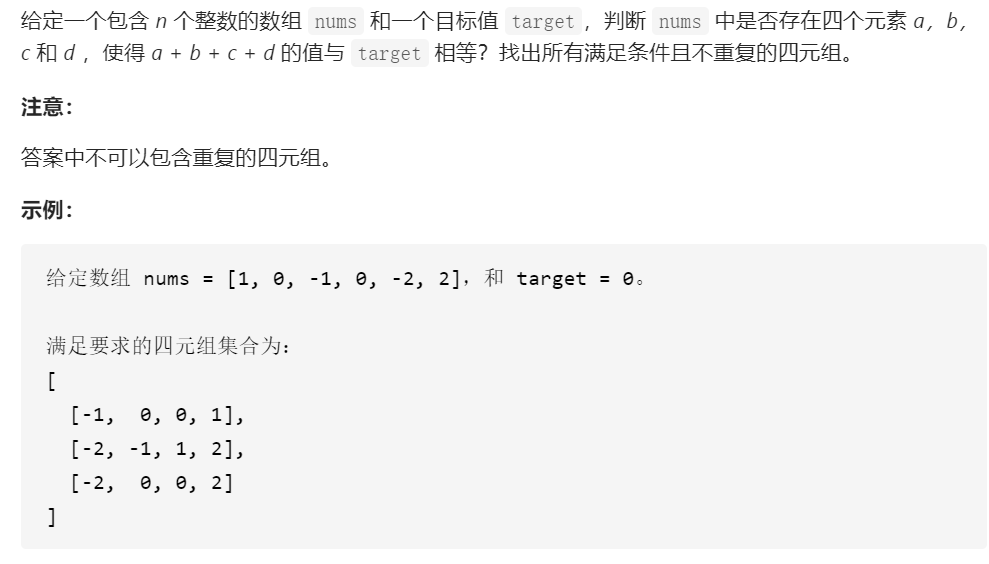 给定一个包含 n 个整数的数组 nums 和一个目标值 target，判断 nums 中是否存在四个元素 a，b，
c 和 d ，使得 a + b + c + d 的值与 target 相等？找出所有满足条件且不重复的四元组。
注意：
答案中不可以包含重复的四元组。
示例：
给定数组 nums = [1, 0, -1, 0, -2, 2]，和 target = 0。
满足要求的四元组集合为：
[
[-1, 0, 0, 1],
[-2, -1, 1, 2],
[-2, 0, 0, 2]
]